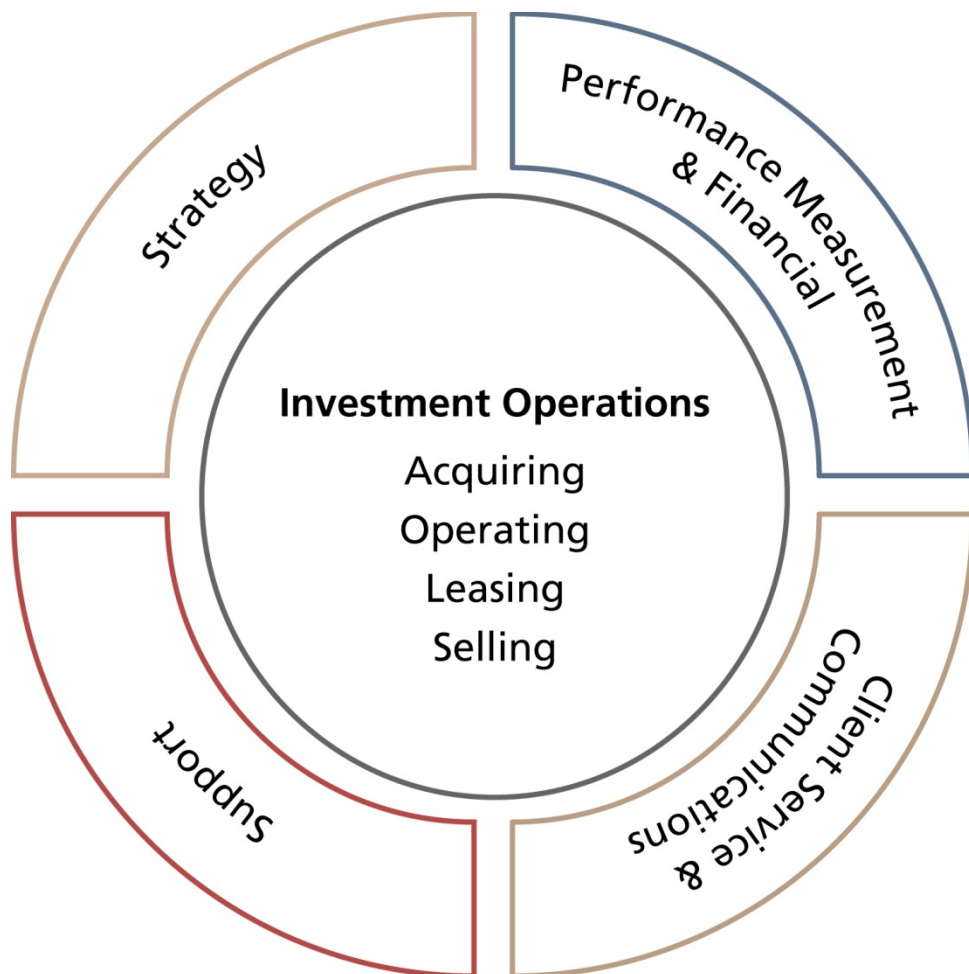 Strategy
Performance Measurement
& Financial
Investment Operations
Acquiring
Operating
Leasing
Selling
Client Service &
Communications
Support